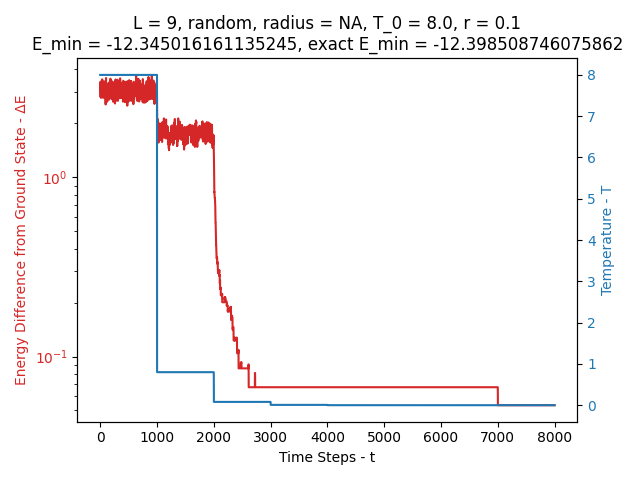 L = 9, random, radius = NA, T_0 = 8.0, r = 0.1
E_min = -12.345016161135245, exact E_min = -12.398508746075862
Energy Difference from Ground State - ΔE
10^0
10^-1
8
7
6
5
4
3
2
1
0
Temperature - T
0 1000 2000 3000 4000 5000 6000 7000 8000
Time Steps - t